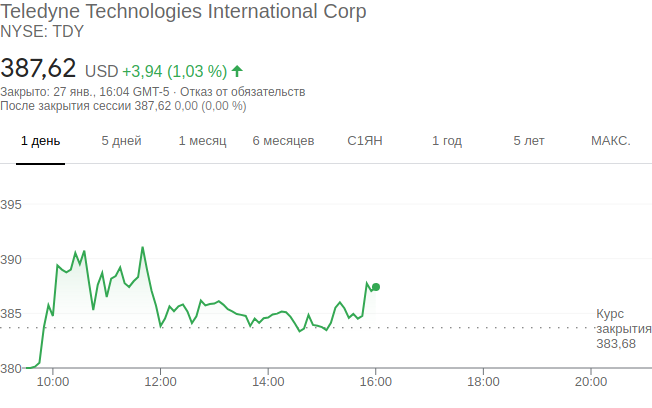 Teledyne Technologies International Corp
NYSE: TDY
387,62 USD +3,94 (1,03 %)
Закрыто: 27 янв., 16:04 GMT-5 · Отказ от обязательств
После закрытия сессии 387,62 0,00 (0,00 %)
1 день 5 дней 1 месяц 6 месяцев С1ЯН 1 год 5 лет МАКС.
395
390
385
Курс
закрытия
383,68
380
10:00 12:00 14:00 16:00 18:00 20:00